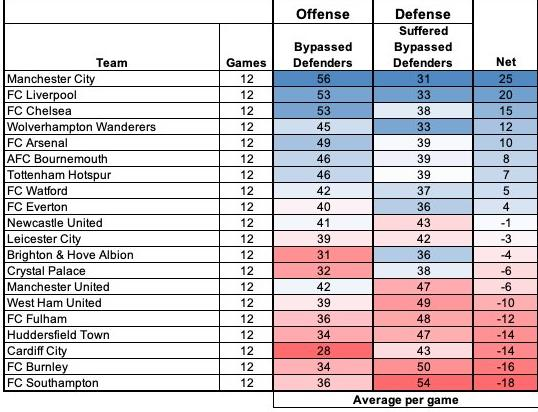 Offense Defense
Team Games Bypassed Defenders Suffered Bypassed Defenders Net
Manchester City 12 56 31 25
FC Liverpool 12 53 33 20
FC Chelsea 12 53 38 15
Wolverhampton Wanderers 12 45 33 12
FC Arsenal 12 49 39 10
AFC Bournemouth 12 46 39 8
Tottenham Hotspur 12 46 39 7
FC Watford 12 42 37 5
FC Everton 12 40 36 4
Newcastle United 12 41 43 -1
Leicester City 12 39 42 -3
Brighton & Hove Albion 12 31 36 -4
Crystal Palace 12 32 38 -6
Manchester United 12 42 47 -6
West Ham United 12 39 49 -10
FC Fulham 12 36 48 -12
Huddersfield Town 12 34 47 -14
Cardiff City 12 28 43 -14
FC Burnley 12 34 50 -16
FC Southampton 12 36 54 -18
Average per game